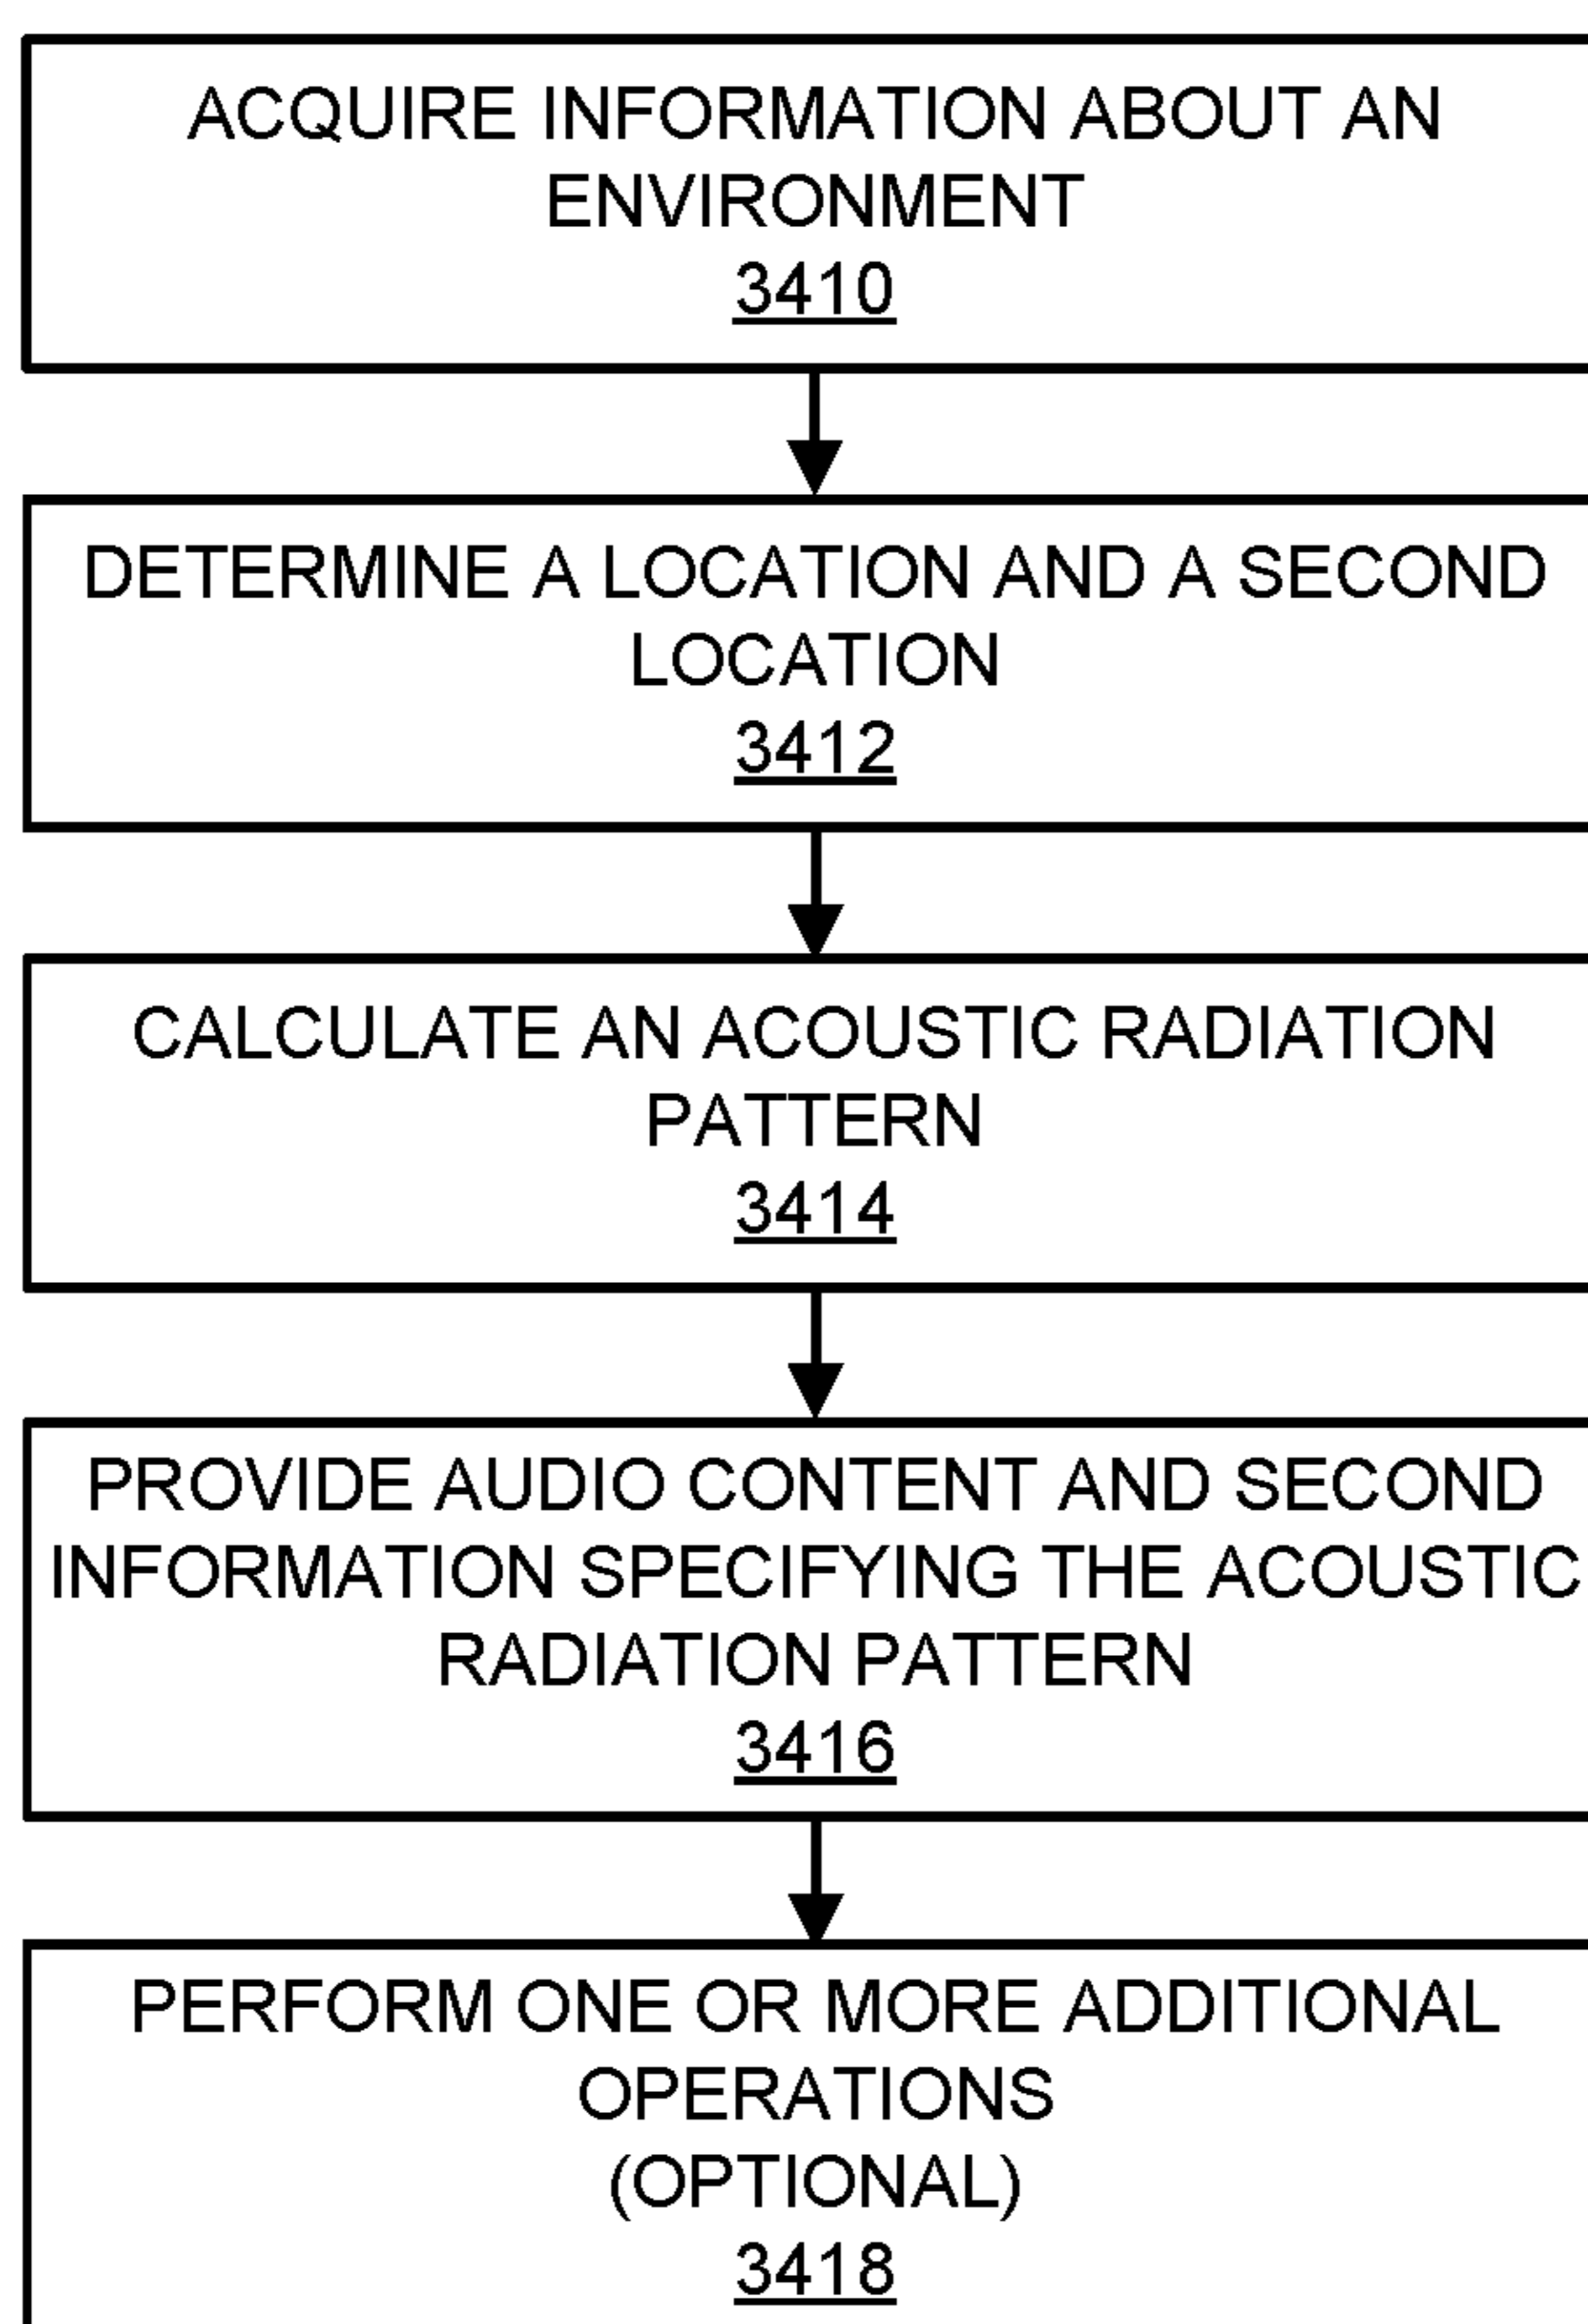 ACQUIRE INFORMATION ABOUT AN
ENVIRONMENT
3410
DETERMINE A LOCATION AND A SECOND
LOCATION
3412
CALCULATE AN ACOUSTIC RADIATION
PATTERN
3414
PROVIDE AUDIO CONTENT AND SECOND
INFORMATION SPECIFYING THE ACOUSTIC
RADIATION PATTERN
3416
PERFORM ONE OR MORE ADDITIONAL
OPERATIONS
(OPTIONAL)
3418